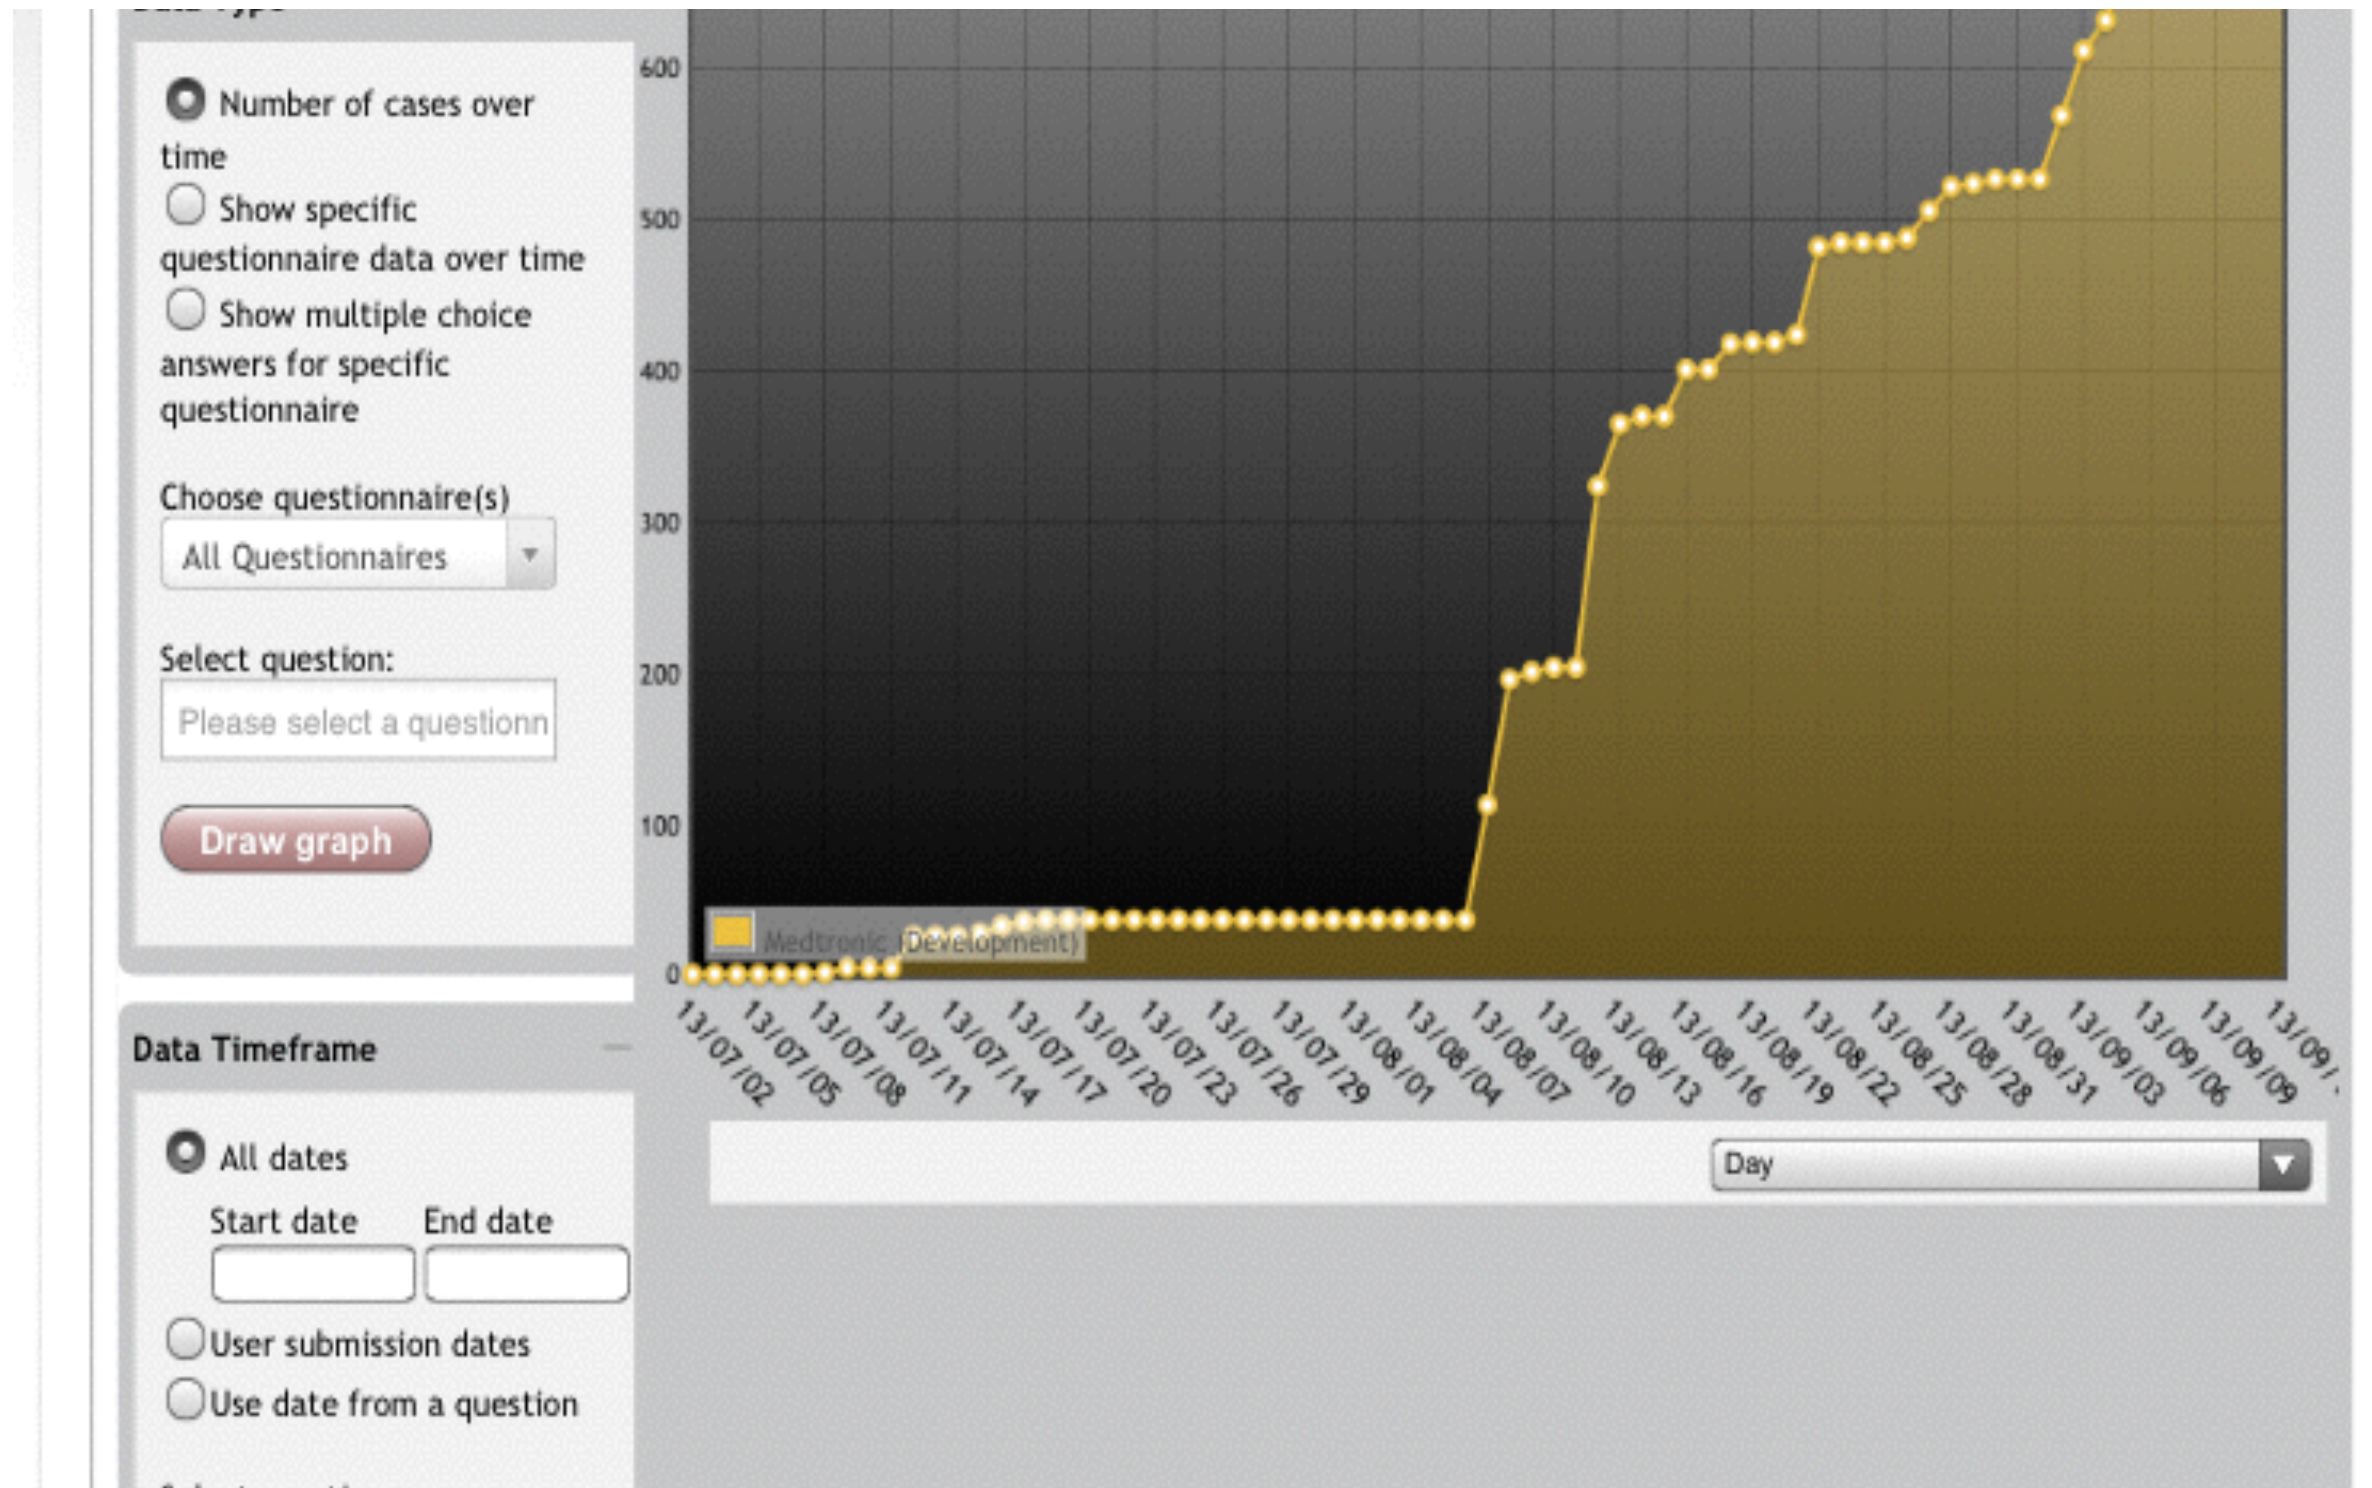 Number of cases over
time
Show specific
questionnaire data over time
Show multiple choice
answers for specific
questionnaire
Choose questionnaire(s)
All Questionnaires
Select question:
Please select a questionn
Draw graph
Data Timeframe
All dates
Start date End date
User submission dates
Use date from a question
600
500
400
300
200
100
0
Medtronic (Development)
13/07/02
13/07/05
13/07/08
13/07/11
13/07/14
13/07/17
13/07/20
13/07/23
13/07/26
13/07/29
13/08/01
13/08/04
13/08/07
13/08/10
13/08/13
13/08/16
13/08/19
13/08/22
13/08/25
13/08/28
13/08/31
13/09/03
13/09/06
13/09/09
13/09/
Day